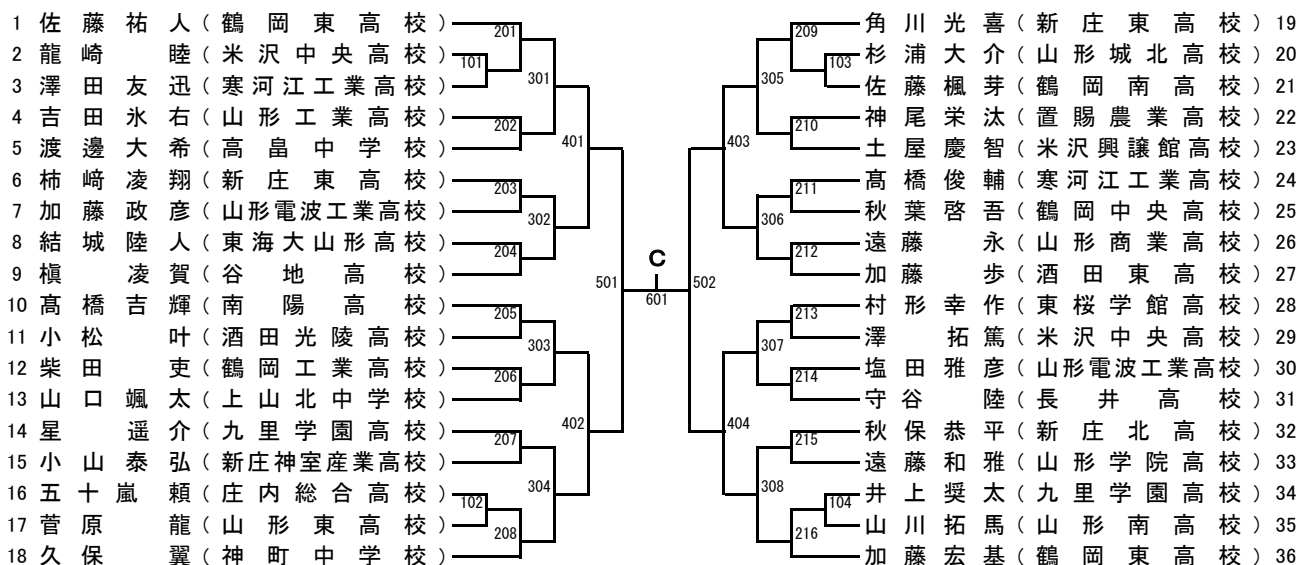 1 佐藤祐人(鶴岡東高校) 201
2 龍崎睦(米沢中央高校) 101
3 澤田友迅(寒河江工業高校) 301
4 吉田氷右(山形工業高校) 202
5 渡邊大希(高畠中学校) 401
6 柿﨑凌翔(新庄東高校) 203
7 加藤政彦(山形電波工業高校) 302
8 結城陸人(東海大山形高校) 204
9 槇凌賀(谷地高校) 501
10 髙橋吉輝(南陽高校) 205
11 小松叶(酒田光陵高校) 303
12 柴田吏(鶴岡工業高校) 206
13 山口颯太(上山北中学校) 402
14 星遥介(九里学園高校) 207
15 小山泰弘(新庄神室産業高校) 304
16 五十嵐頼(庄内総合高校) 102
17 菅原龍(山形東高校) 208
18 久保翼(神町中学校)
C
601
209 角川光喜(新庄東高校) 19
103 杉浦大介(山形城北高校) 20
305 佐藤楓芽(鶴岡南高校) 21
210 神尾栄汰(置賜農業高校) 22
403 土屋慶智(米沢興譲館高校) 23
211 髙橋俊輔(寒河江工業高校) 24
306 秋葉啓吾(鶴岡中央高校) 25
212 遠藤永(山形商業高校) 26
502 加藤歩(酒田東高校) 27
213 村形幸作(東桜学館高校) 28
307 澤拓篤(米沢中央高校) 29
214 塩田雅彦(山形電波工業高校) 30
守谷陸(長井高校) 31
404 215 秋保恭平(新庄北高校) 32
遠藤和雅(山形学院高校) 33
308 104 井上奨太(九里学園高校) 34
216 山川拓馬(山形南高校) 35
加藤宏基(鶴岡東高校) 36